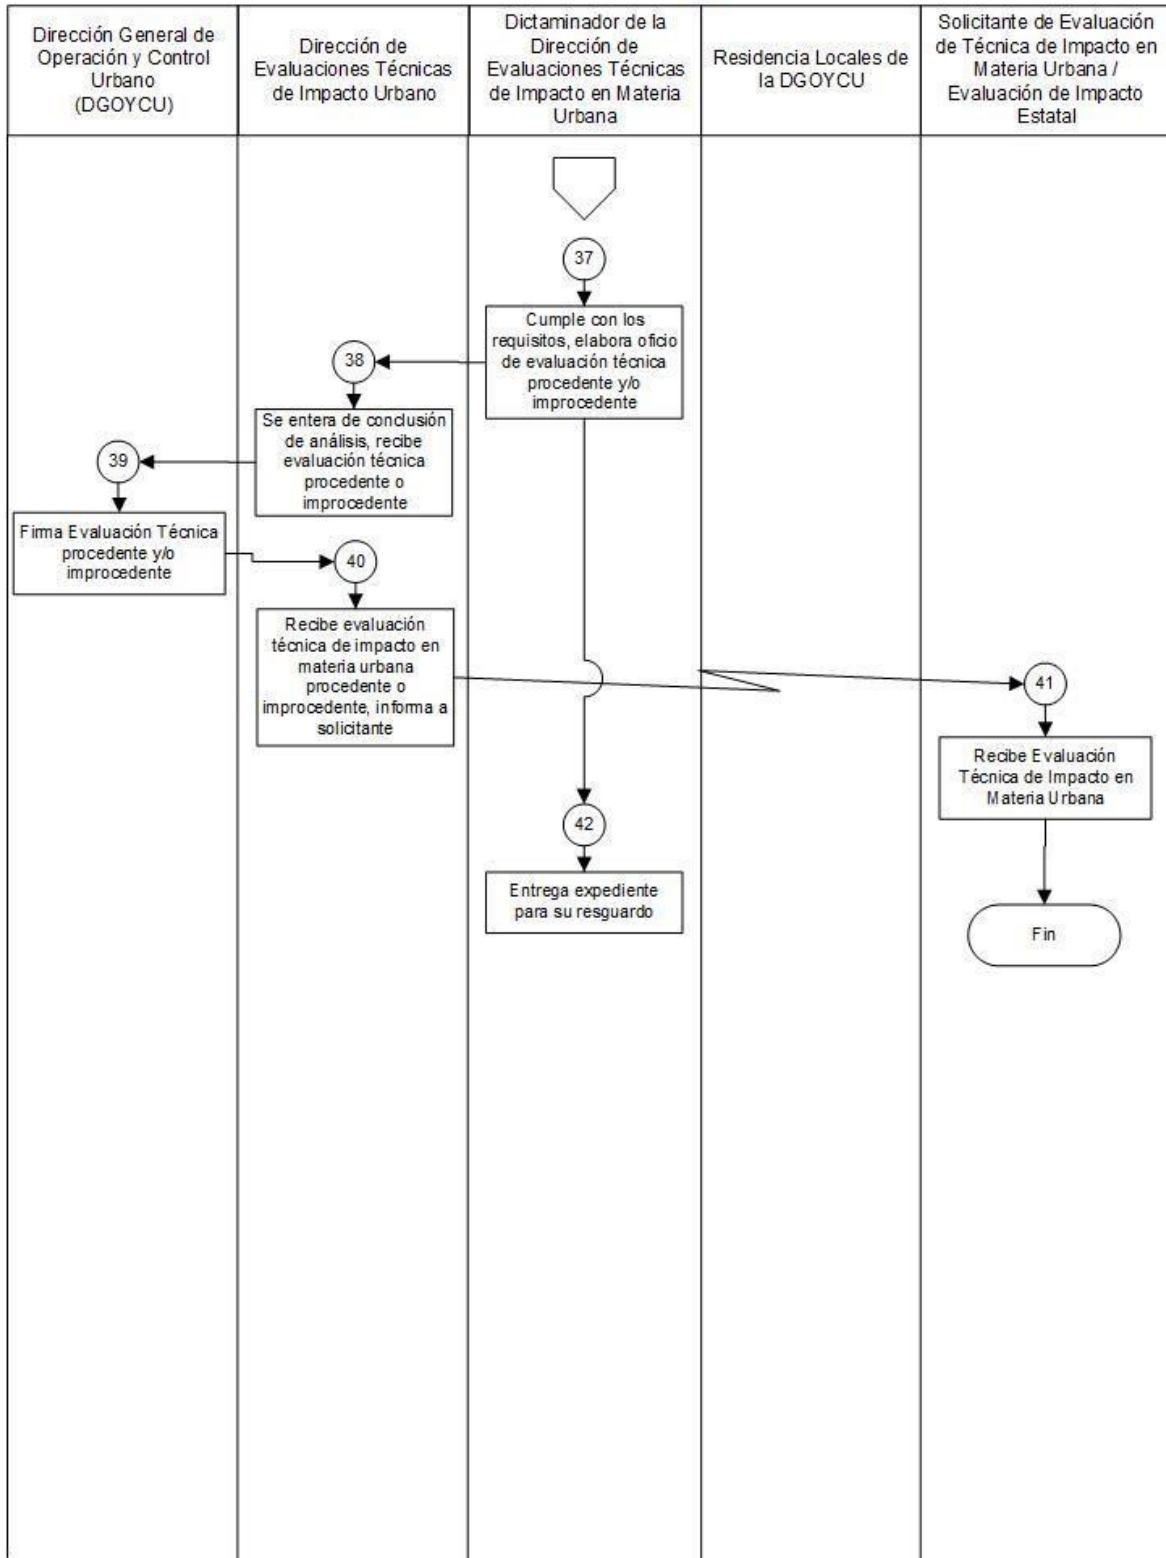 Dirección General de
Operación y Control
Urbano
(DGOYCU)
Dirección de
Evaluaciones Técnicas
de Impacto Urbano
Dictaminador de la
Dirección de
Evaluaciones Técnicas
de Impacto en Materia
Urbana
Residencia Locales de
la DGOYCU
Solicitante de Evaluación
de Técnica de Impacto en
Materia Urbana /
Evaluación de Impacto
Estatal
37
Cumple con los
requisitos, elabora oficio
de evaluación técnica
procedente y/o
improcedente
38
Se entera de conclusión
de análisis, recibe
evaluación técnica
procedente o
improcedente
39
Firma Evaluación Técnica
procedente y/o
improcedente
40
Recibe evaluación
técnica de impacto en
materia urbana
procedente o
improcedente, informa a
solicitante
41
Recibe Evaluación
Técnica de Impacto en
Materia Urbana
42
Entrega expediente
para su resguardo
Fin